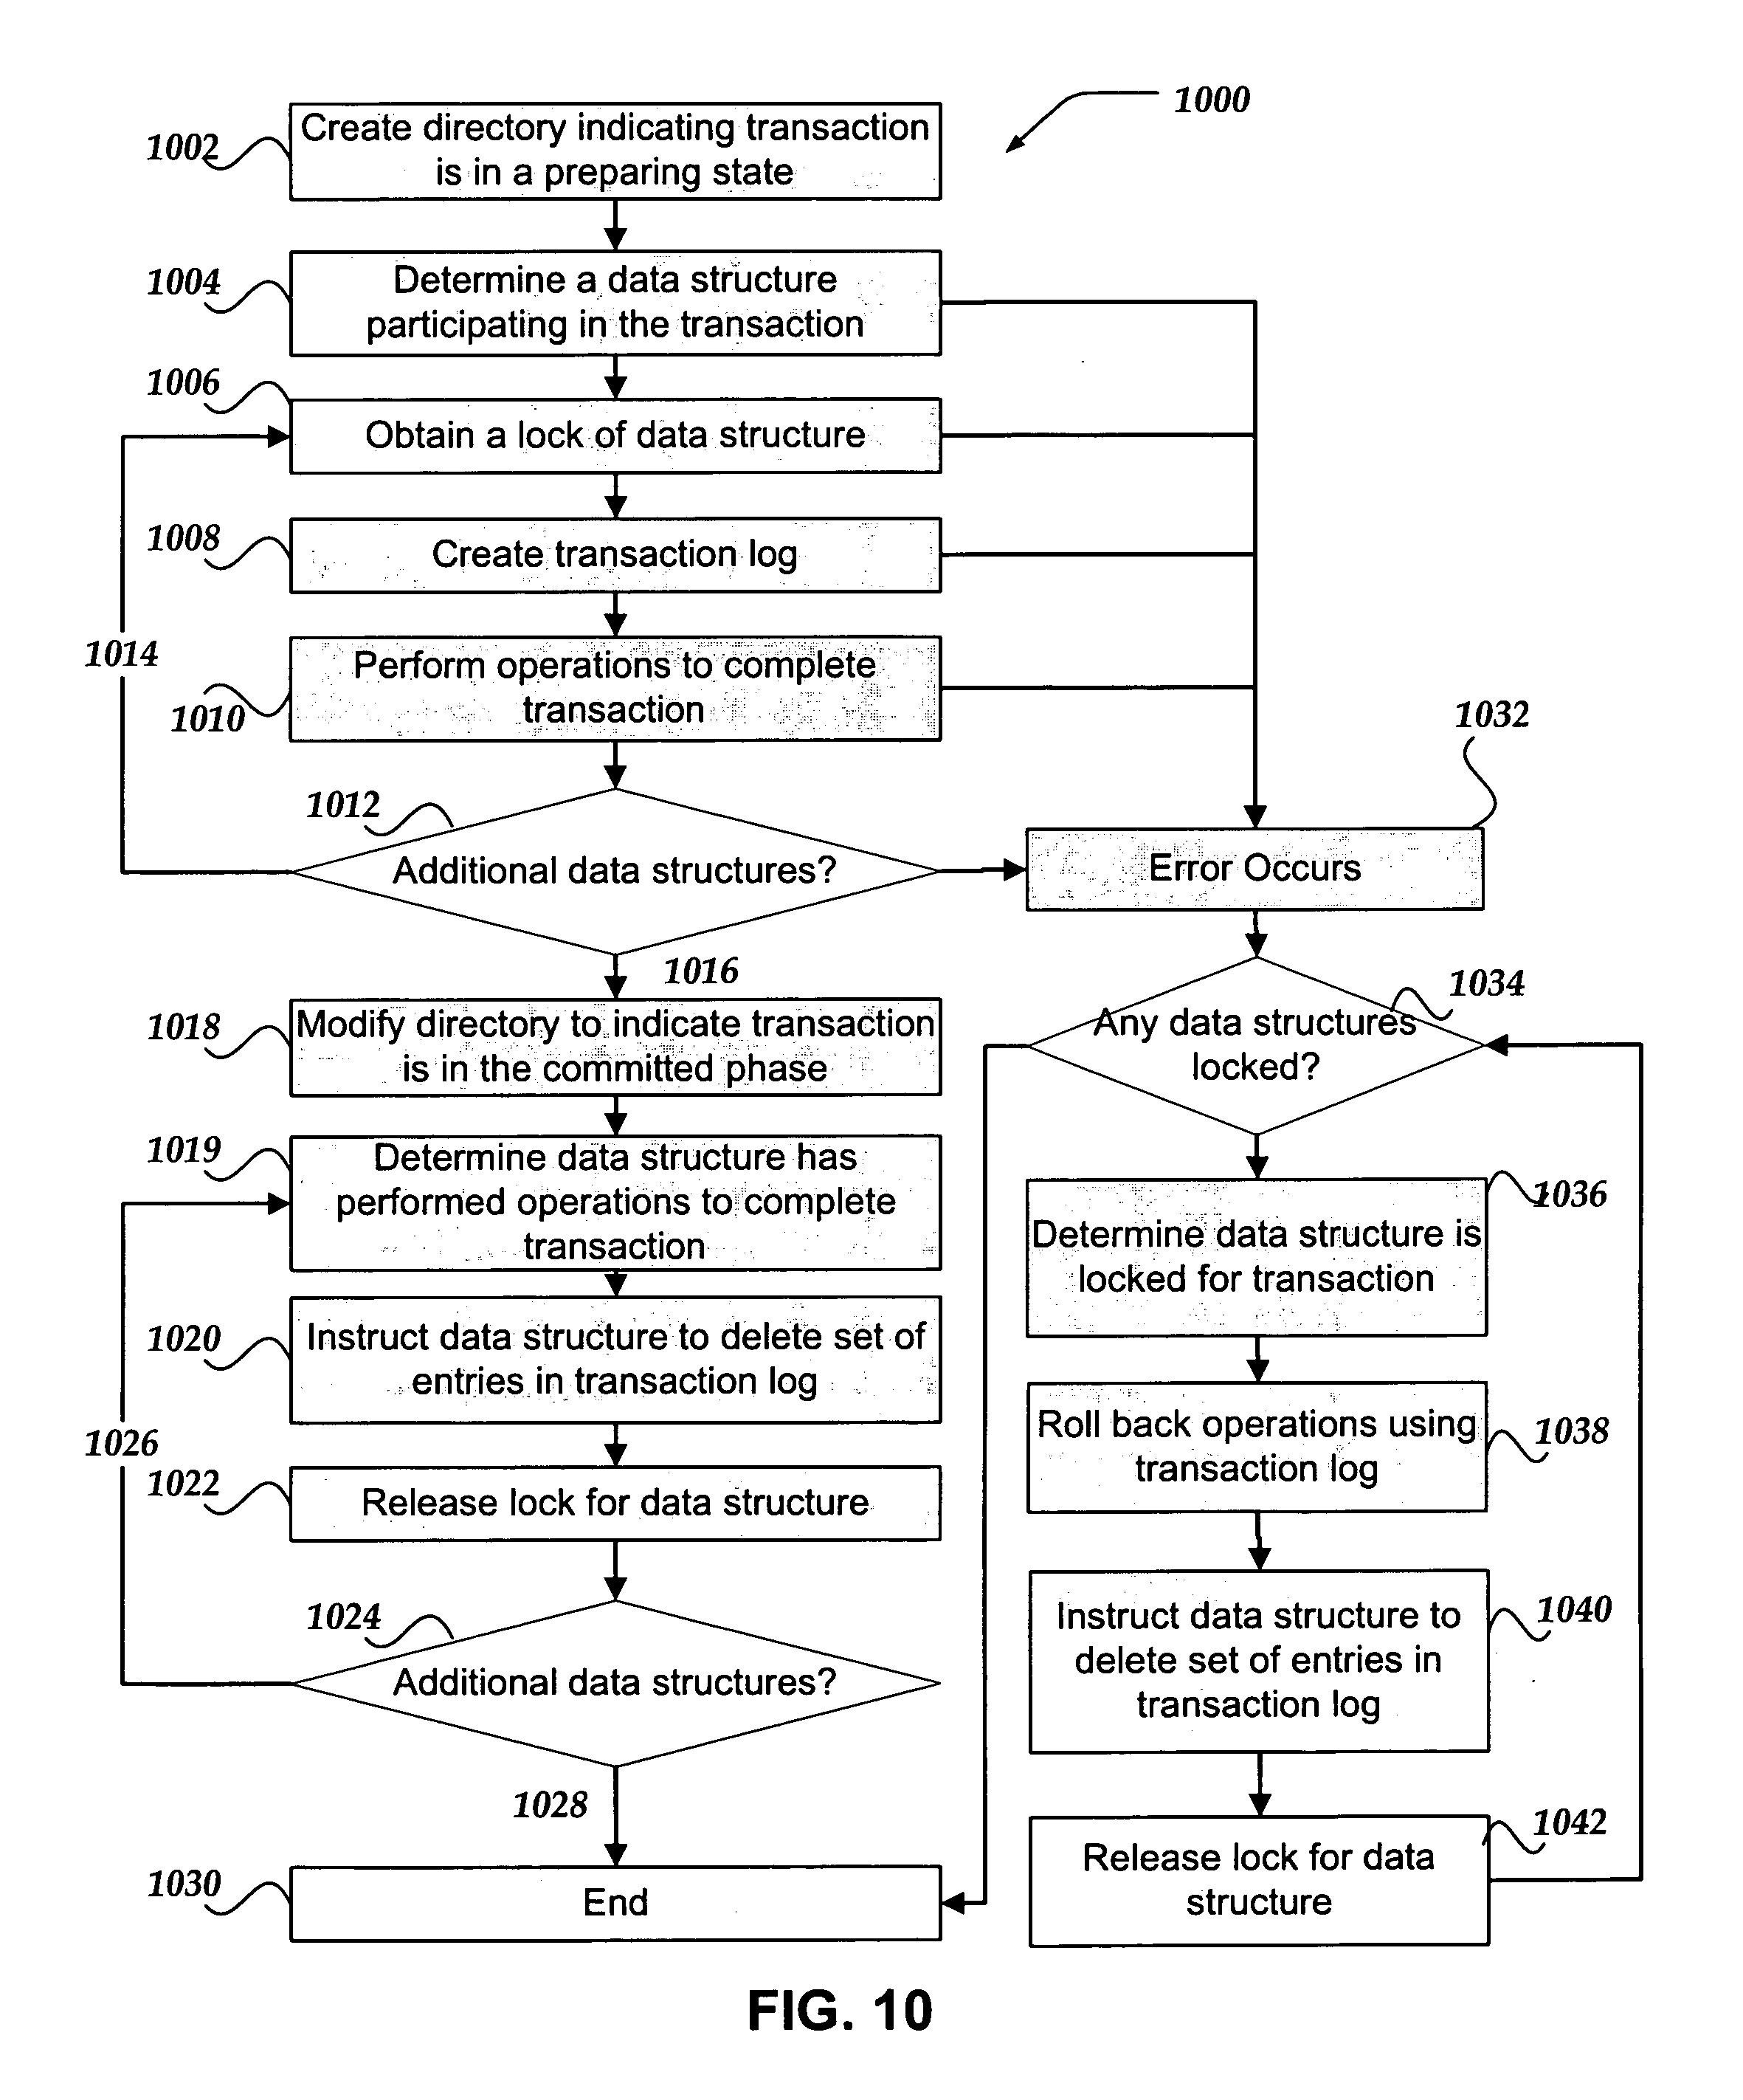 1000
1002
Create directory indicating transaction
is in a preparing state
1004
Determine a data structure
participating in the transaction
1006
Obtain a lock of data structure
1008
Create transaction log
1014
1010
Perform operations to complete
transaction
1012
Additional data structures?
1032
Error Occurs
1016
1018
Modify directory to indicate transaction
is in the committed phase
1034
Any data structures
locked?
1019
Determine data structure has
performed operations to complete
transaction
1036
Determine data structure is
locked for transaction
1020
Instruct data structure to delete set of
entries in transaction log
1026
1038
Roll back operations using
transaction log
1022
Release lock for data structure
1024
Additional data structures?
1040
Instruct data structure to
delete set of entries in
transaction log
1028
1042
Release lock for data
structure
1030
End
FIG. 10